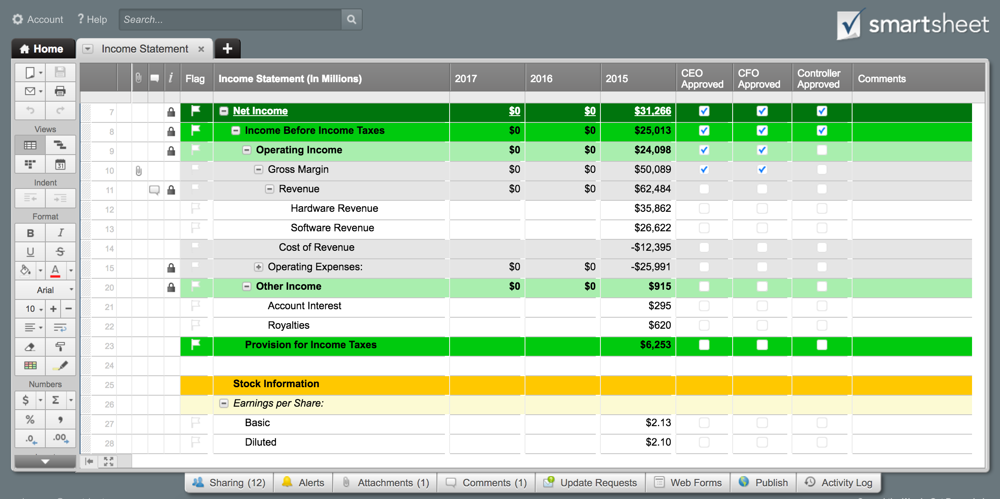 Account ? Help Search... smartsheet
Home Income Statement × +
Flag Income Statement (In Millions) 2017 2016 2015 CEO Approved CFO Approved Controller Approved Comments
7 Net Income $0 $0 $31,266
Views 8 Income Before Income Taxes $0 $0 $25,013
9 Operating Income $0 $0 $24,098
31 10 Gross Margin $0 $0 $50,089
Indent 11 Revenue $0 $0 $62,484
12 Hardware Revenue $35,862
Format
B I 13 Software Revenue $26,622
U S 14 Cost of Revenue -$12,395
A 15 Operating Expenses: $0 $0 -$25,991
Arial 20 Other Income $0 $0 $915
10 + − 21 Account Interest $295
22 Royalties $620
23 Provision for Income Taxes $6,253
24
Numbers 25 Stock Information
$ Σ 26 Earnings per Share:
% , 27 Basic $2.13
.0 .00 28 Diluted $2.10
Sharing (12) Alerts Attachments (1) Comments (1) Update Requests Web Forms Publish Activity Log